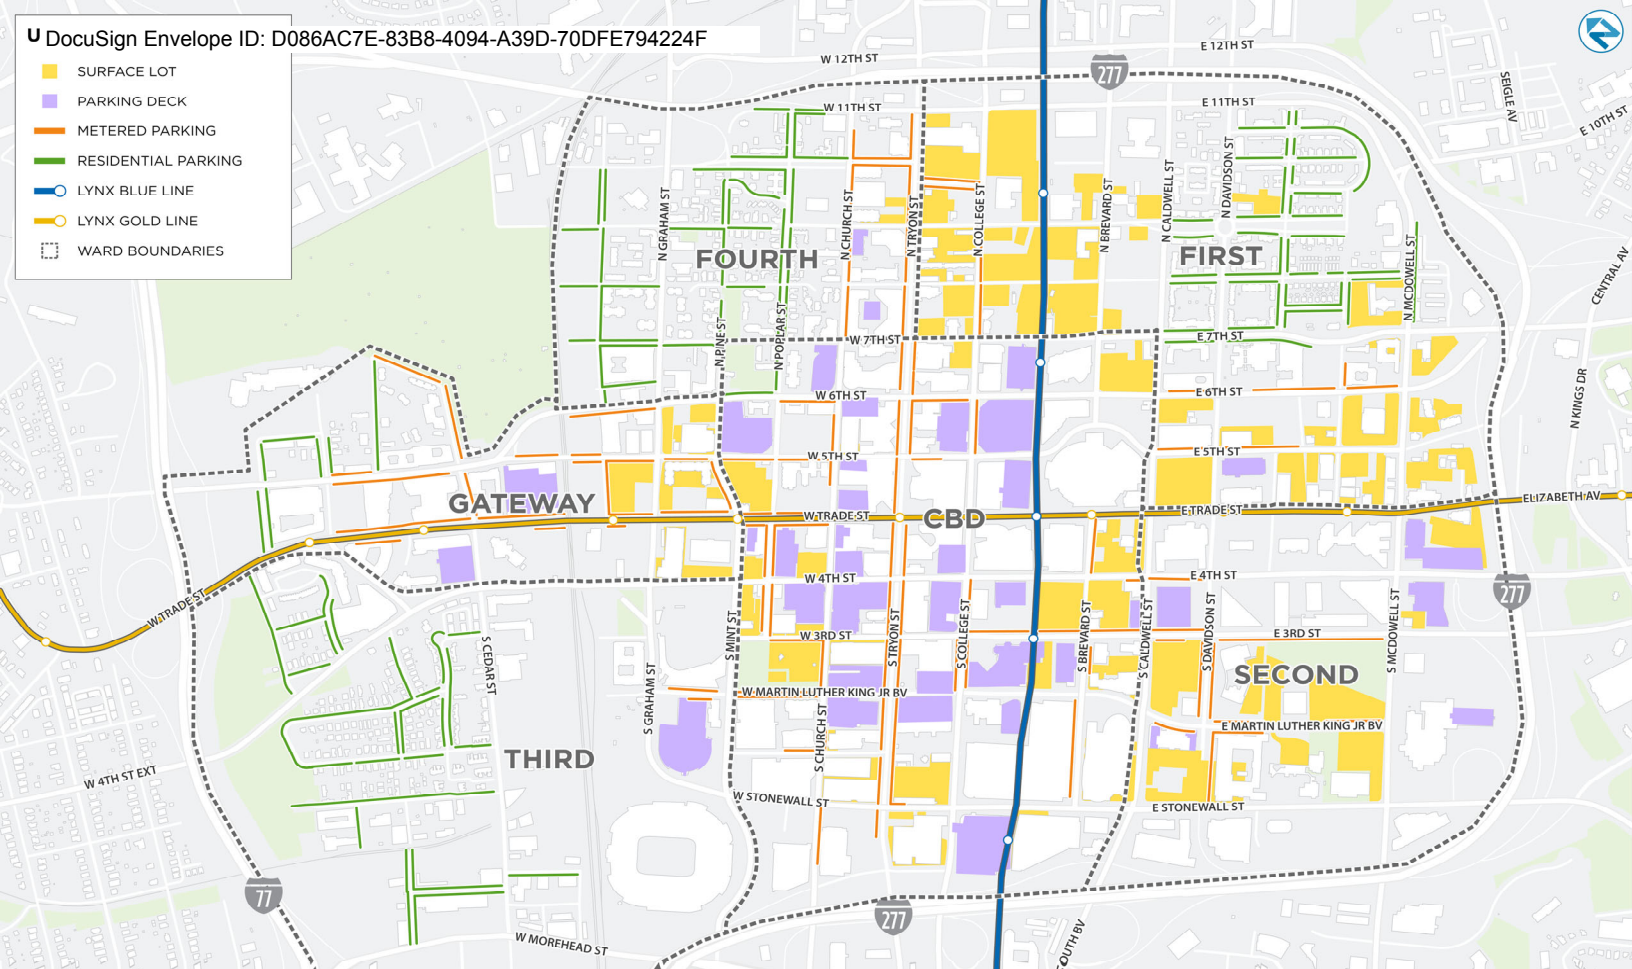 U DocuSign Envelope ID: D086AC7E-83B8-4094-A39D-70DFE794224F
SURFACE LOT
PARKING DECK
METERED PARKING
RESIDENTIAL PARKING
LYNX BLUE LINE
LYNX GOLD LINE
WARD BOUNDARIES
W 12TH ST
E 12TH ST
277
SEIGLE AV
E 10TH ST
W 11TH ST
E 11TH ST
N GRAHAM ST
N CHURCH ST
N TRYON ST
N COLLEGE ST
N BREVARD ST
N CALDWELL ST
N DAVIDSON ST
N MCDOWELL ST
CENTRAL AV
FOURTH
FIRST
N PINE ST
N POPLAR ST
W 7TH ST
E 7TH ST
N KINGS DR
W 6TH ST
E 6TH ST
W 5TH ST
E 5TH ST
GATEWAY
CBD
W TRADE ST
E TRADE ST
ELIZABETH AV
W 4TH ST
E 4TH ST
277
W TRADE ST
W 3RD ST
E 3RD ST
S CEDAR ST
S GRAHAM ST
S MINT ST
S TRYON ST
S COLLEGE ST
S BREVARD ST
S CALDWELL ST
S DAVIDSON ST
S MCDOWELL ST
SECOND
W MARTIN LUTHER KING JR BV
E MARTIN LUTHER KING JR BV
S CHURCH ST
THIRD
W 4TH ST EXT
W STONEWALL ST
E STONEWALL ST
77
277
W MOREHEAD ST
OUTH BV